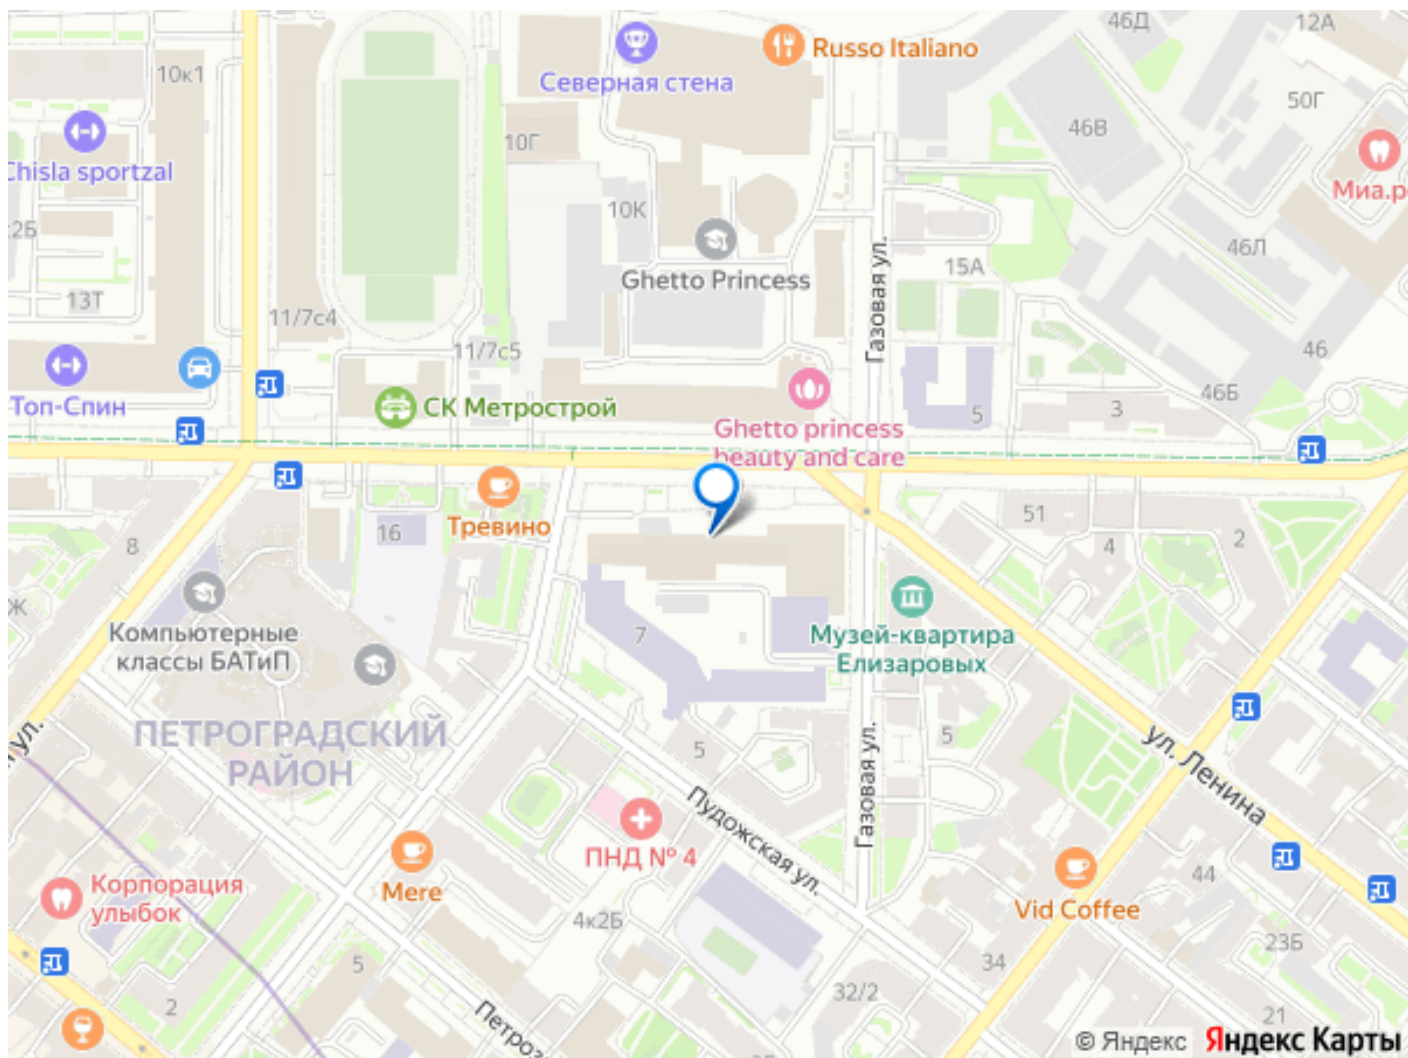 46Д
12А
Russo Italiano
Северная стена
10к1
50Г
46В
10Г
Chisla sportzal
Миа.р
10К
с2Б
46Л
Газовая ул.
15А
Ghetto Princess
13Т
11/7с4
11/7с5
46
46Б
Топ-Спин
СК Метрострой
3
5
Ghetto princess
beauty and care
51
Тревино
16
8
4
2
Ж
Компьютерные
классы БАТиП
7
Музей-квартира
Елизаровых
ПЕТРОГРАДСКИЙ
РАЙОН
ул.
5
5
ул. Ленина
Газовая ул.
Пудожская ул.
ПНД № 4
Mere
Корпорация
улыбок
44
Vid Coffee
4к2Б
23Б
5
34
2
32/2
21
Петроз
© Яндекс
Яндекс Карты